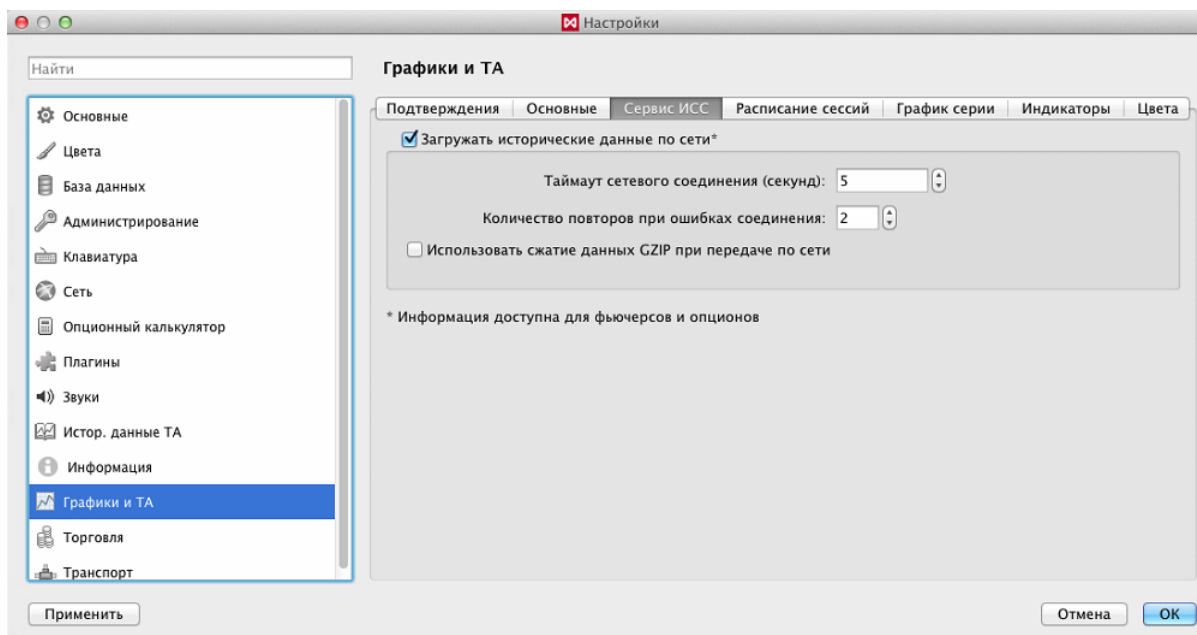 Настройки
Найти
Основные
Цвета
База данных
Администрирование
Клавиатура
Сеть
Опционный калькулятор
Плагины
Звуки
Истор. данные ТА
Информация
Графики и ТА
Торговля
Транспорт
Графики и ТА
Подтверждения Основные Сервис ИСС Расписание сессий График серии Индикаторы Цвета
Загружать исторические данные по сети*
Таймаут сетевого соединения (секунд): 5
Количество повторов при ошибках соединения: 2
Использовать сжатие данных GZIP при передаче по сети
* Информация доступна для фьючерсов и опционов
Применить Отмена OK